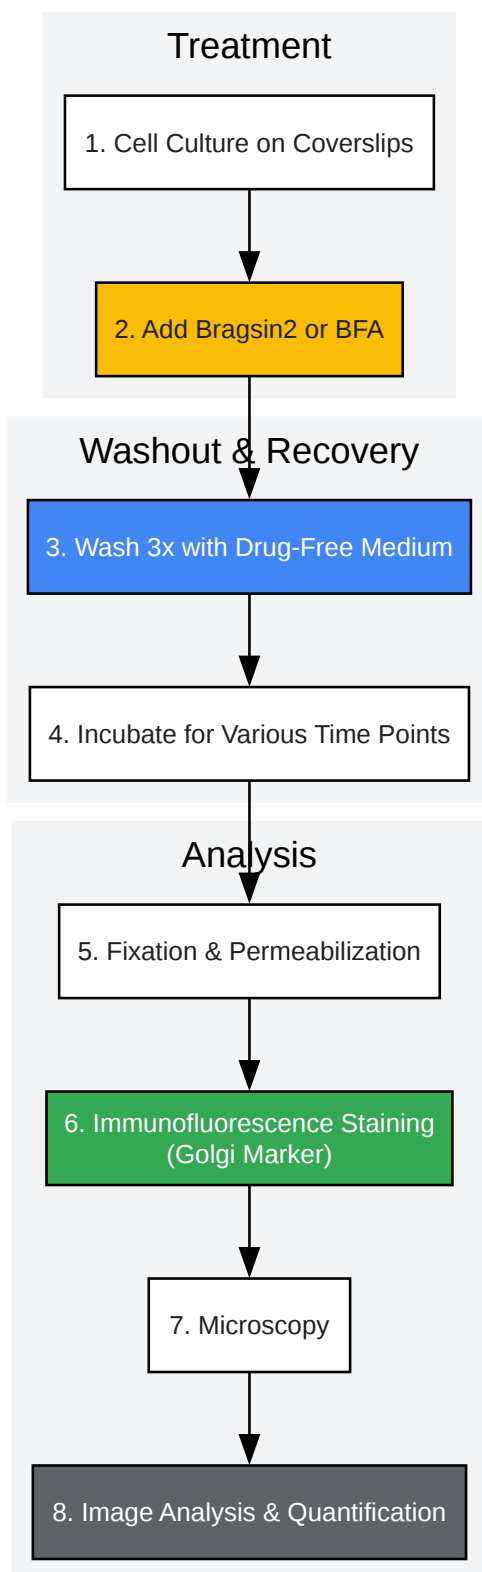 Treatment
1. Cell Culture on Coverslips
2. Add Bragsin2 or BFA
Washout & Recovery
3. Wash 3x with Drug-Free Medium
4. Incubate for Various Time Points
Analysis
5. Fixation & Permeabilization
6. Immunofluorescence Staining
(Golgi Marker)
7. Microscopy
8. Image Analysis & Quantification